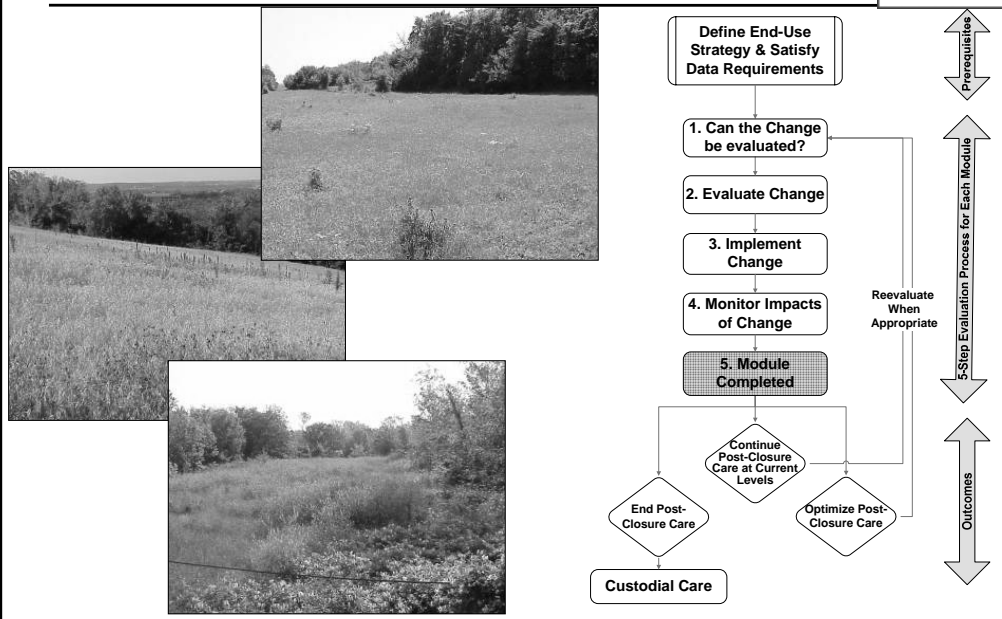 Define End-Use
Strategy & Satisfy
Data Requirements
1. Can the Change
be evaluated?
2. Evaluate Change
3. Implement
Change
4. Monitor Impacts
of Change
5. Module
Completed
Continue
Post-Closure
Care at Current
Levels
End Post-
Closure Care
Optimize Post-
Closure Care
Custodial Care
Reevaluate
When
Appropriate
Prerequisites
5-Step Evaluation Process for Each Module
Outcomes